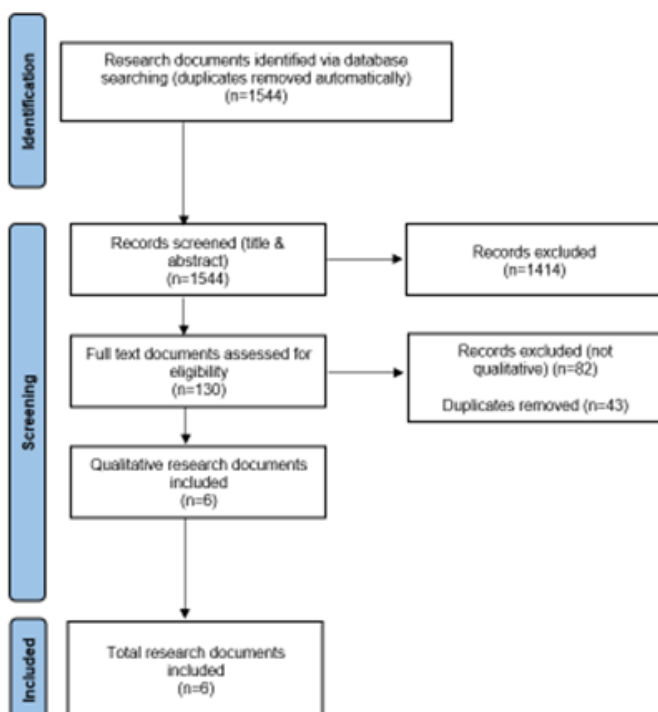 Identification
Research documents identified via database
searching (duplicates removed automatically)
(n=1544)
Screening
Records screened (title &
abstract)
(n=1544)
Records excluded
(n=1414)
Full text documents assessed for
eligibility
(n=130)
Records excluded (not
qualitative) (n=82)
Duplicates removed (n=43)
Qualitative research documents
included
(n=6)
Included
Total research documents
included
(n=6)